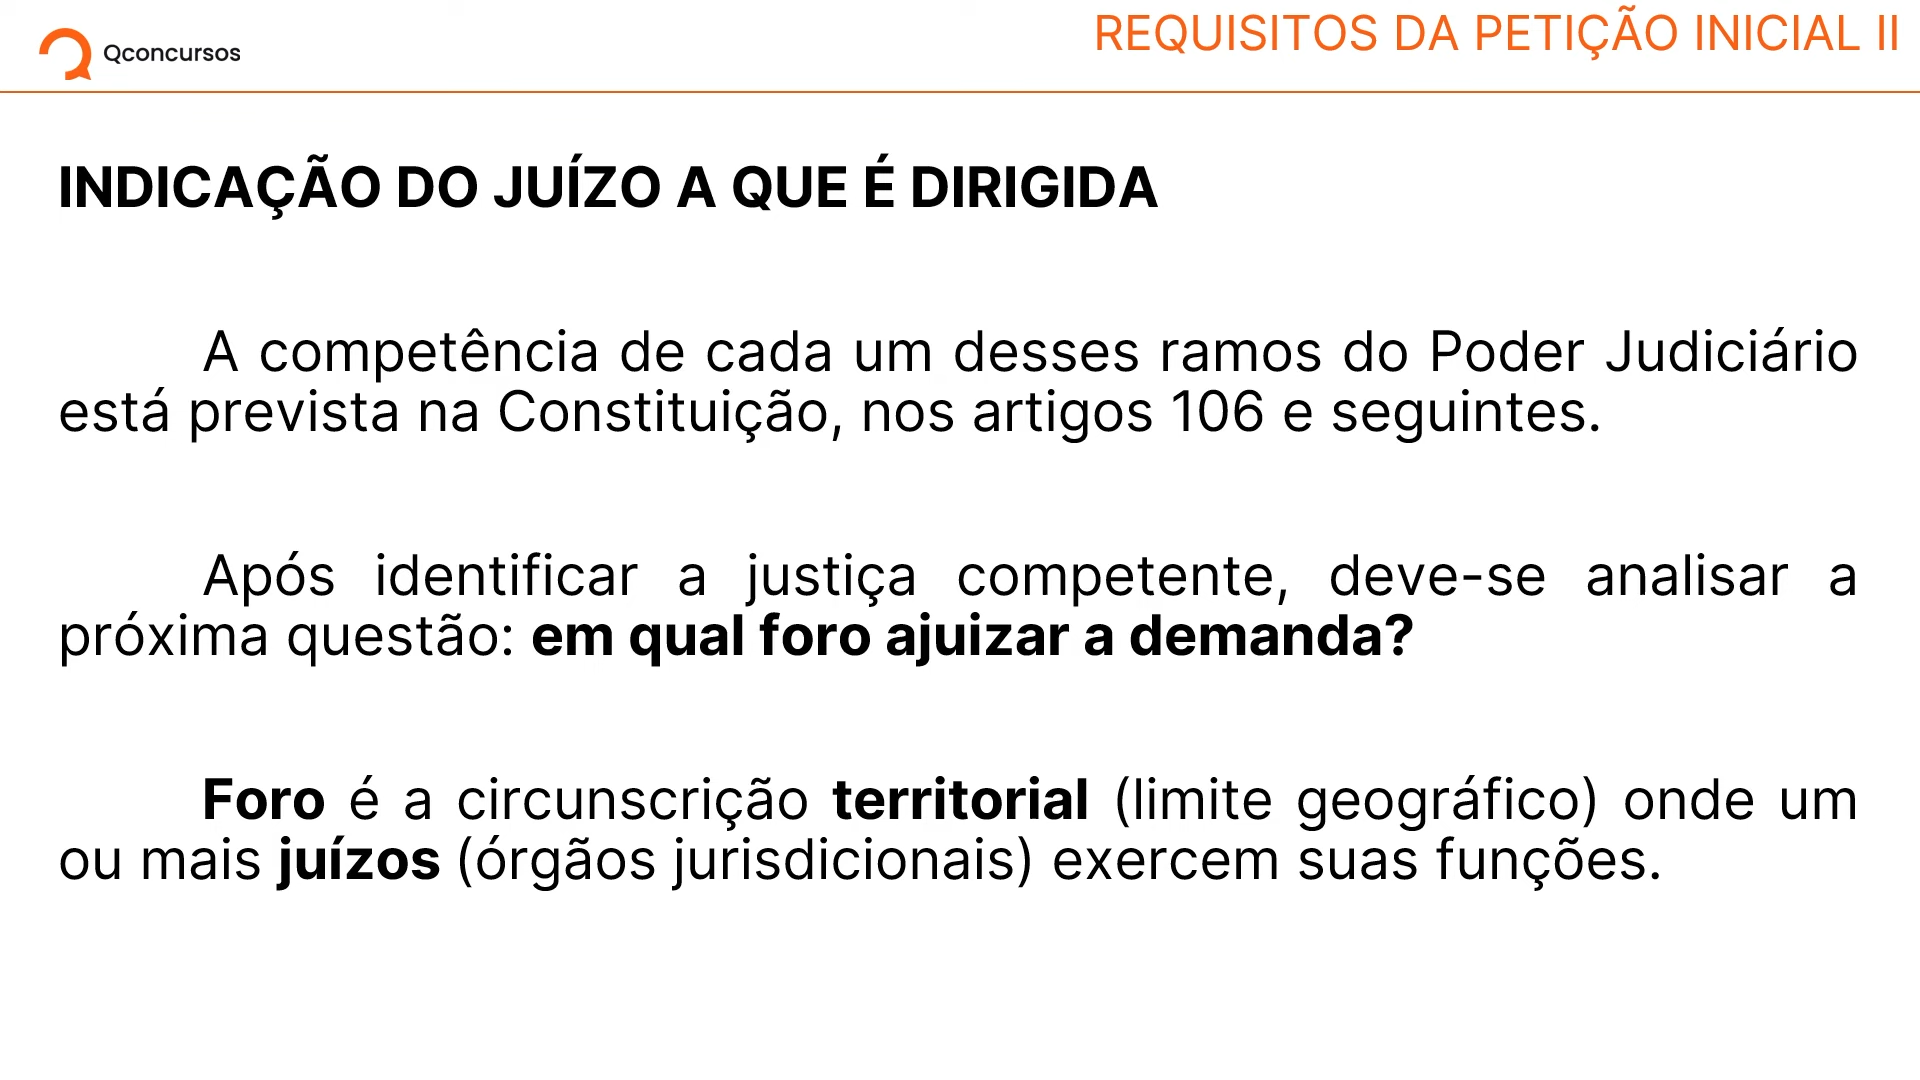 Qconcursos
REQUISITOS DA PETIÇÃO INICIAL II
INDICAÇÃO DO JUÍZO A QUE É DIRIGIDA
A competência de cada um desses ramos do Poder Judiciário
está prevista na Constituição, nos artigos 106 e seguintes.
Após identificar a justiça competente, deve-se analisar a
próxima questão: em qual foro ajuizar a demanda?
Foro é a circunscrição territorial (limite geográfico) onde um
ou mais juízos (órgãos jurisdicionais) exercem suas funções.